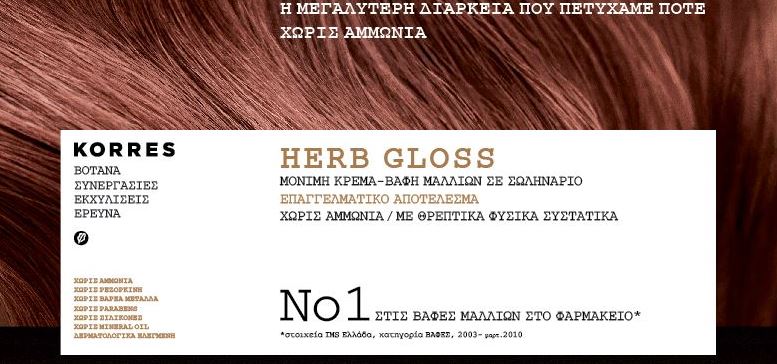 Η ΜΕΓΑΛΥΤΕΡΗ ΔΙΑΡΚΕΙΑ ΠΟΥ ΠΕΤΥΧΑΜΕ ΠΟΤΕ
ΧΩΡΙΣ ΑΜΜΩΝΙΑ
KORRES
ΒΟΤΑΝΑ
ΣΥΝΕΡΓΑΣΙΕΣ
ΕΚΧΥΛΙΣΕΙΣ
ΕΡΕΥΝΑ
ΧΩΡΙΣ ΑΜΜΩΝΙΑ
ΧΩΡΙΣ ΡΕΖΟΡΚΙΝΗ
ΧΩΡΙΣ ΒΑΡΕΑ ΜΕΤΑΛΛΑ
ΧΩΡΙΣ PARABENS
ΧΩΡΙΣ ΣΙΛΙΚΟΝΕΣ
ΧΩΡΙΣ MINERAL OIL
ΔΕΡΜΑΤΟΛΟΓΙΚΑ ΕΛΕΓΜΕΝΗ
HERB GLOSS
ΜΟΝΙΜΗ ΚΡΕΜΑ-ΒΑΦΗ ΜΑΛΛΙΩΝ ΣΕ ΣΩΛΗΝΑΡΙΟ
ΕΠΑΓΓΕΛΜΑΤΙΚΟ ΑΠΟΤΕΛΕΣΜΑ
ΧΩΡΙΣ ΑΜΜΩΝΙΑ / ΜΕ ΘΡΕΠΤΙΚΑ ΦΥΣΙΚΑ ΣΥΣΤΑΤΙΚΑ
No1 ΣΤΙΣ ΒΑΦΕΣ ΜΑΛΛΙΩΝ ΣΤΟ ΦΑΡΜΑΚΕΙΟ*
*στοιχεία IMS Ελλάδα, κατηγορία ΒΑΦΕΣ, 2003- μαρτ.2010